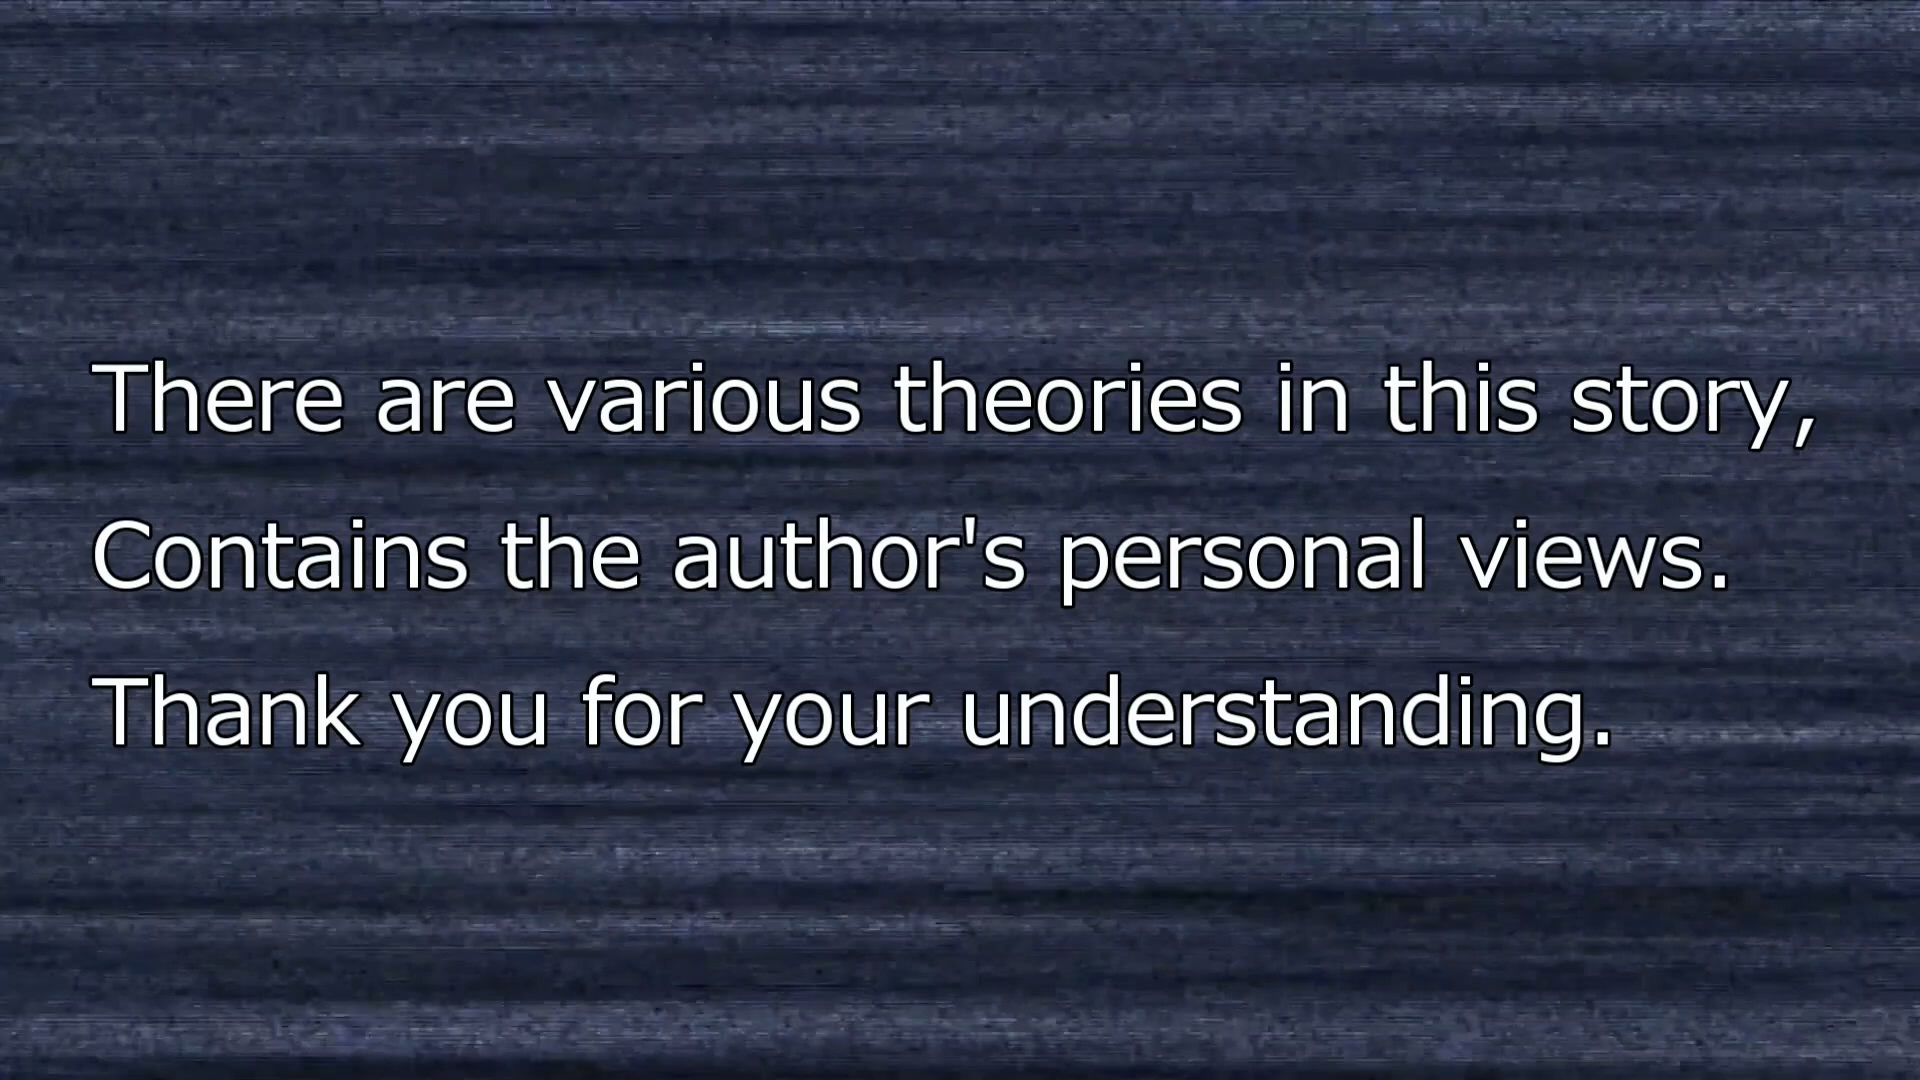 There are various theories in this story,
Contains the author's personal views.
Thank you for your understanding.